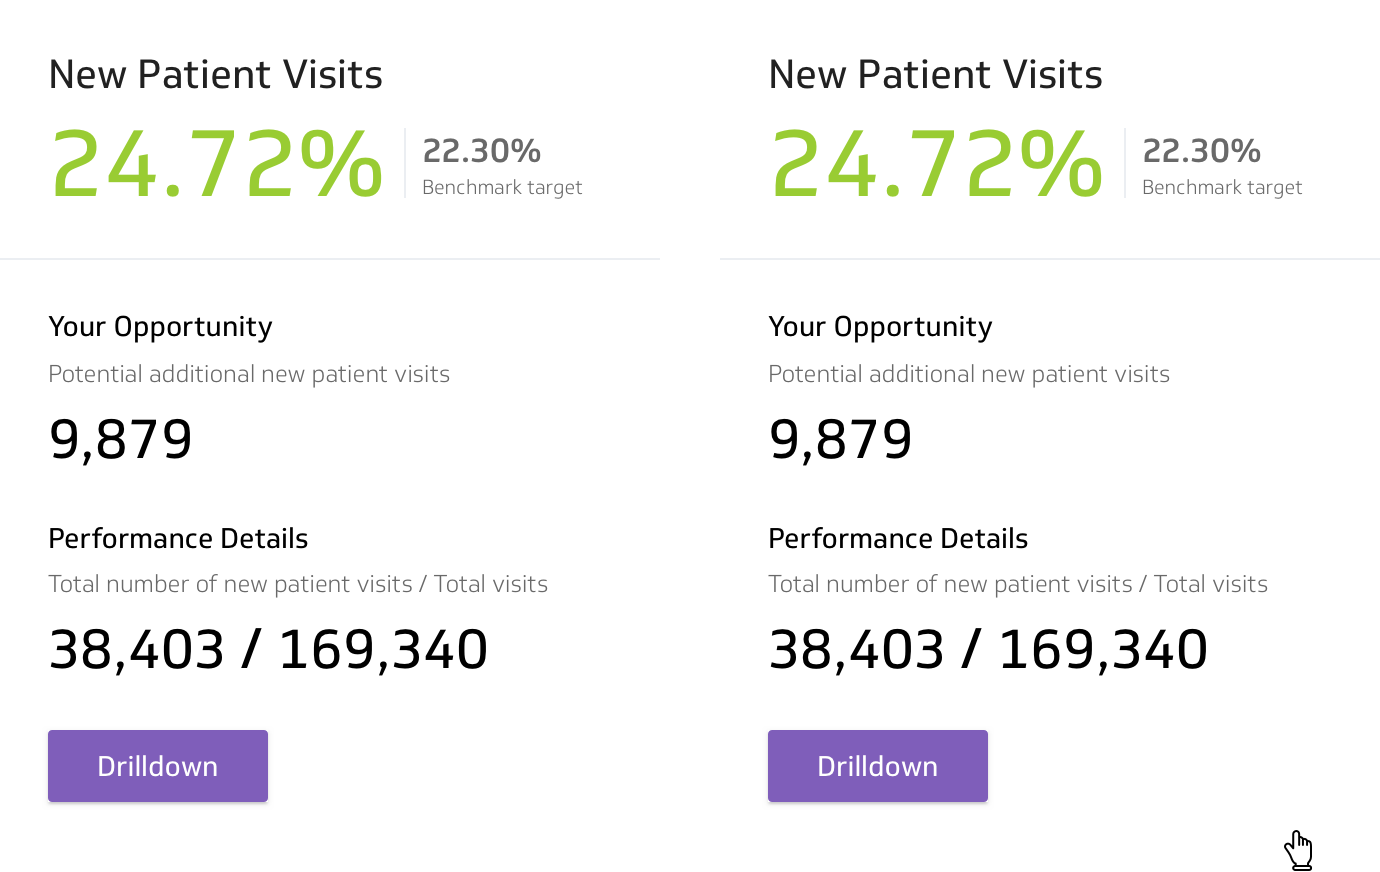 New Patient Visits
24.72%
22.30%
Benchmark target
Your Opportunity
Potential additional new patient visits
9,879
Performance Details
Total number of new patient visits / Total visits
38,403 / 169,340
Drilldown
New Patient Visits
24.72%
22.30%
Benchmark target
Your Opportunity
Potential additional new patient visits
9,879
Performance Details
Total number of new patient visits / Total visits
38,403 / 169,340
Drilldown